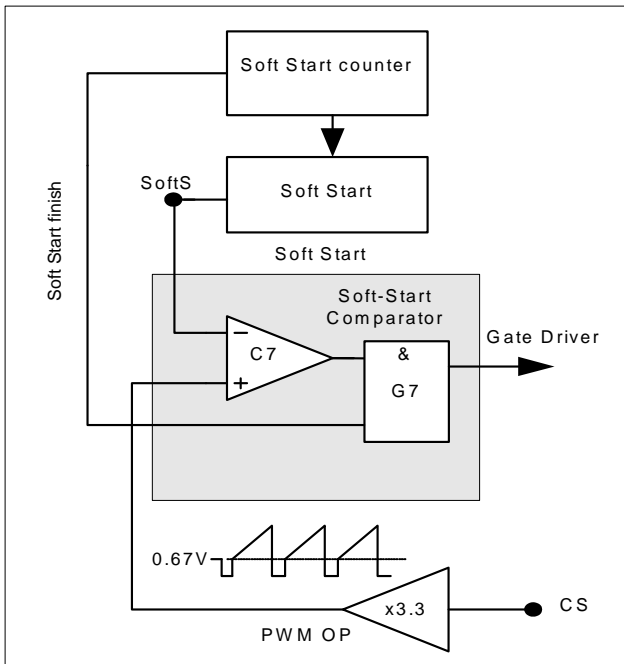 Soft Start counter
SoftS
Soft Start
Soft Start finish
Soft Start
Soft-Start
Comparator
Gate Driver
−
C7
+
&
G7
0.67V
x3.3
CS
PWM OP